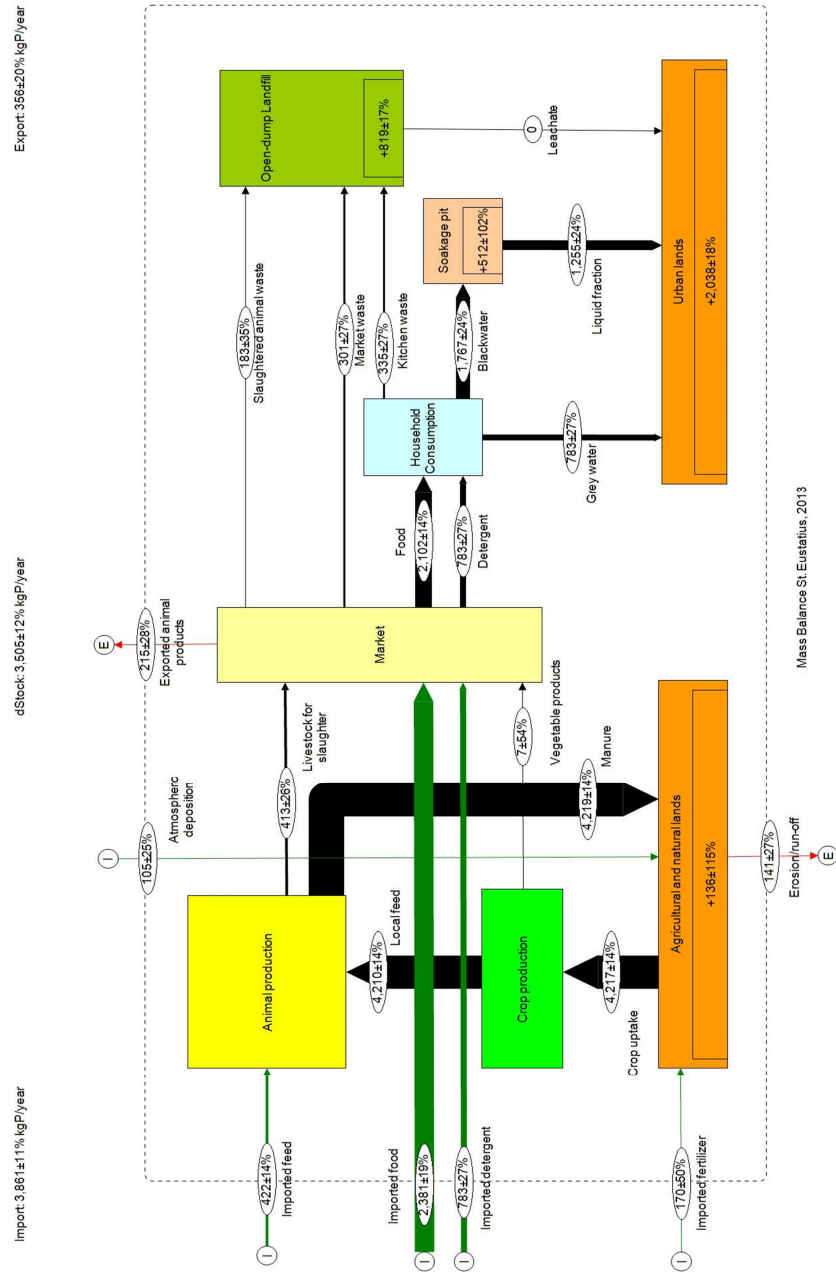 Import: 3,861±11% kgP/year
dStock: 3,505±12% kgP/year
Export: 356±20% kgP/year
I
105±25%
Atmospheric
deposition
E
215±28%
Exported animal
products
I
422±14%
Imported feed
Animal production
413±26%
Livestock for
slaughter
183±35%
Slaughtered animal waste
Open-dump Landfill
+819±17%
301±27%
Market waste
335±27%
Kitchen waste
4,210±14%
Local feed
I
2,381±19%
Imported food
Market
Food
2,102±14%
Household
Consumption
1,767±24%
Blackwater
Soakage pit
+512±102%
I
783±27%
Imported detergent
783±27%
Detergent
Crop production
7±54%
Vegetable products
4,219±14%
Manure
783±27%
Grey water
1,255±24%
Liquid fraction
0
Leachate
Crop uptake
4,217±14%
I
170±50%
Imported fertilizer
Agricultural and natural lands
+136±115%
Urban lands
+2,038±18%
141±27%
Erosion/run-off
E
Mass Balance St. Eustatius, 2013